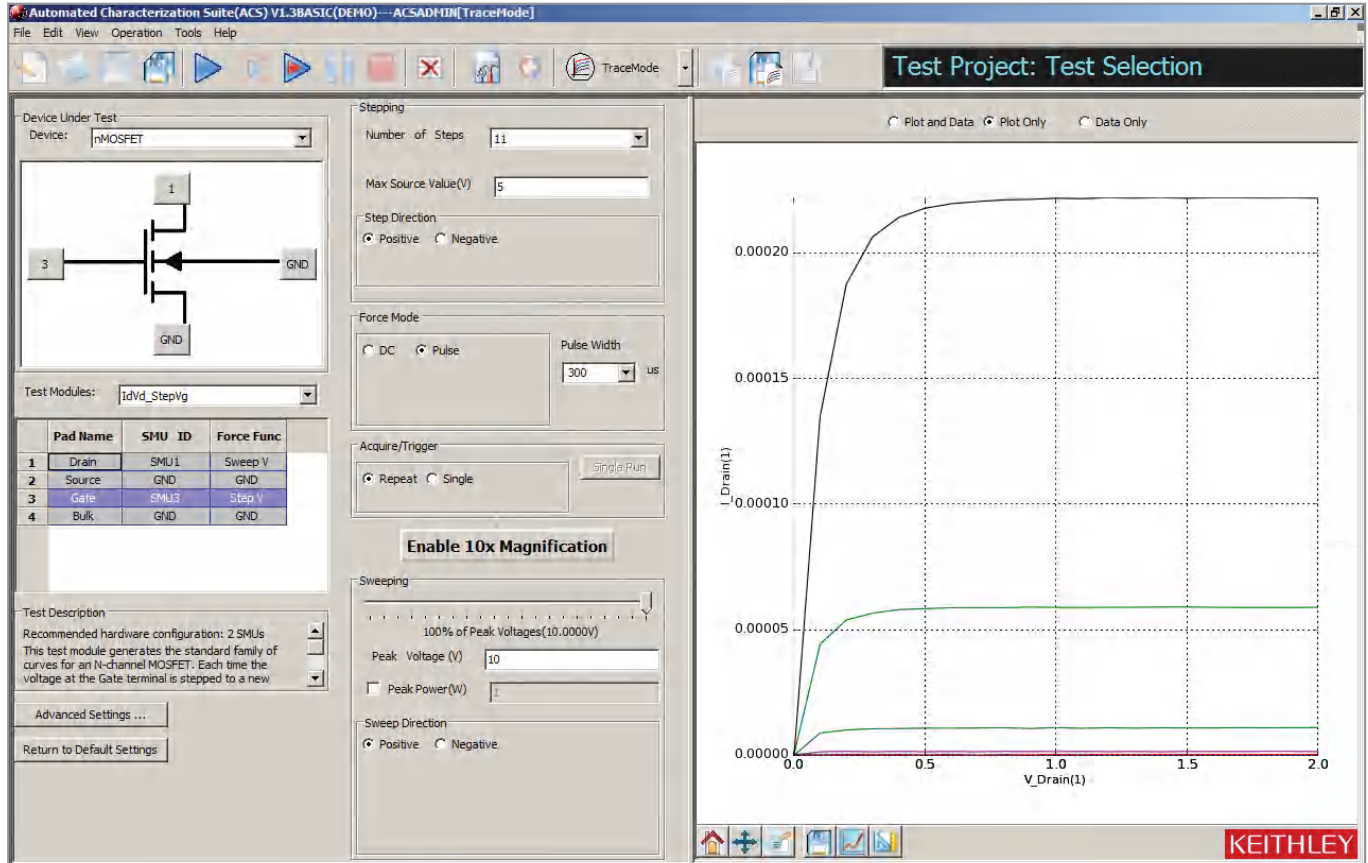 Automated Characterization Suite(ACS) V1.3BASIC(DEMO)---ACSADMIN[TraceMode]
File Edit View Operation Tools Help
TraceMode
Test Project: Test Selection
Device Under Test
Device: nMOSFET
1
3
GND
GND
Test Modules: IdVd_StepVg
Pad Name SMU ID Force Func
1 Drain SMU1 Sweep V
2 Source GND GND
3 Gate SMU3 Step V
4 Bulk GND GND
Test Description
Recommended hardware configuration: 2 SMUs
This test module generates the standard family of
curves for an N-channel MOSFET. Each time the
voltage at the Gate terminal is stepped to a new
Advanced Settings ...
Return to Default Settings
Stepping
Number of Steps 11
Max Source Value(V) 5
Step Direction
Positive Negative
Force Mode
DC Pulse
Pulse Width
300 us
Acquire/Trigger
Repeat Single
Single Run
Enable 10x Magnification
Sweeping
100% of Peak Voltages(10.0000V)
Peak Voltage (V) 10
Peak Power(W) 1
Sweep Direction
Positive Negative
Plot and Data Plot Only Data Only
0.00020
0.00015
0.00010
0.00005
0.00000
I_Drain(1)
0.0 0.5 1.0 1.5 2.0
V_Drain(1)
KEITHLEY